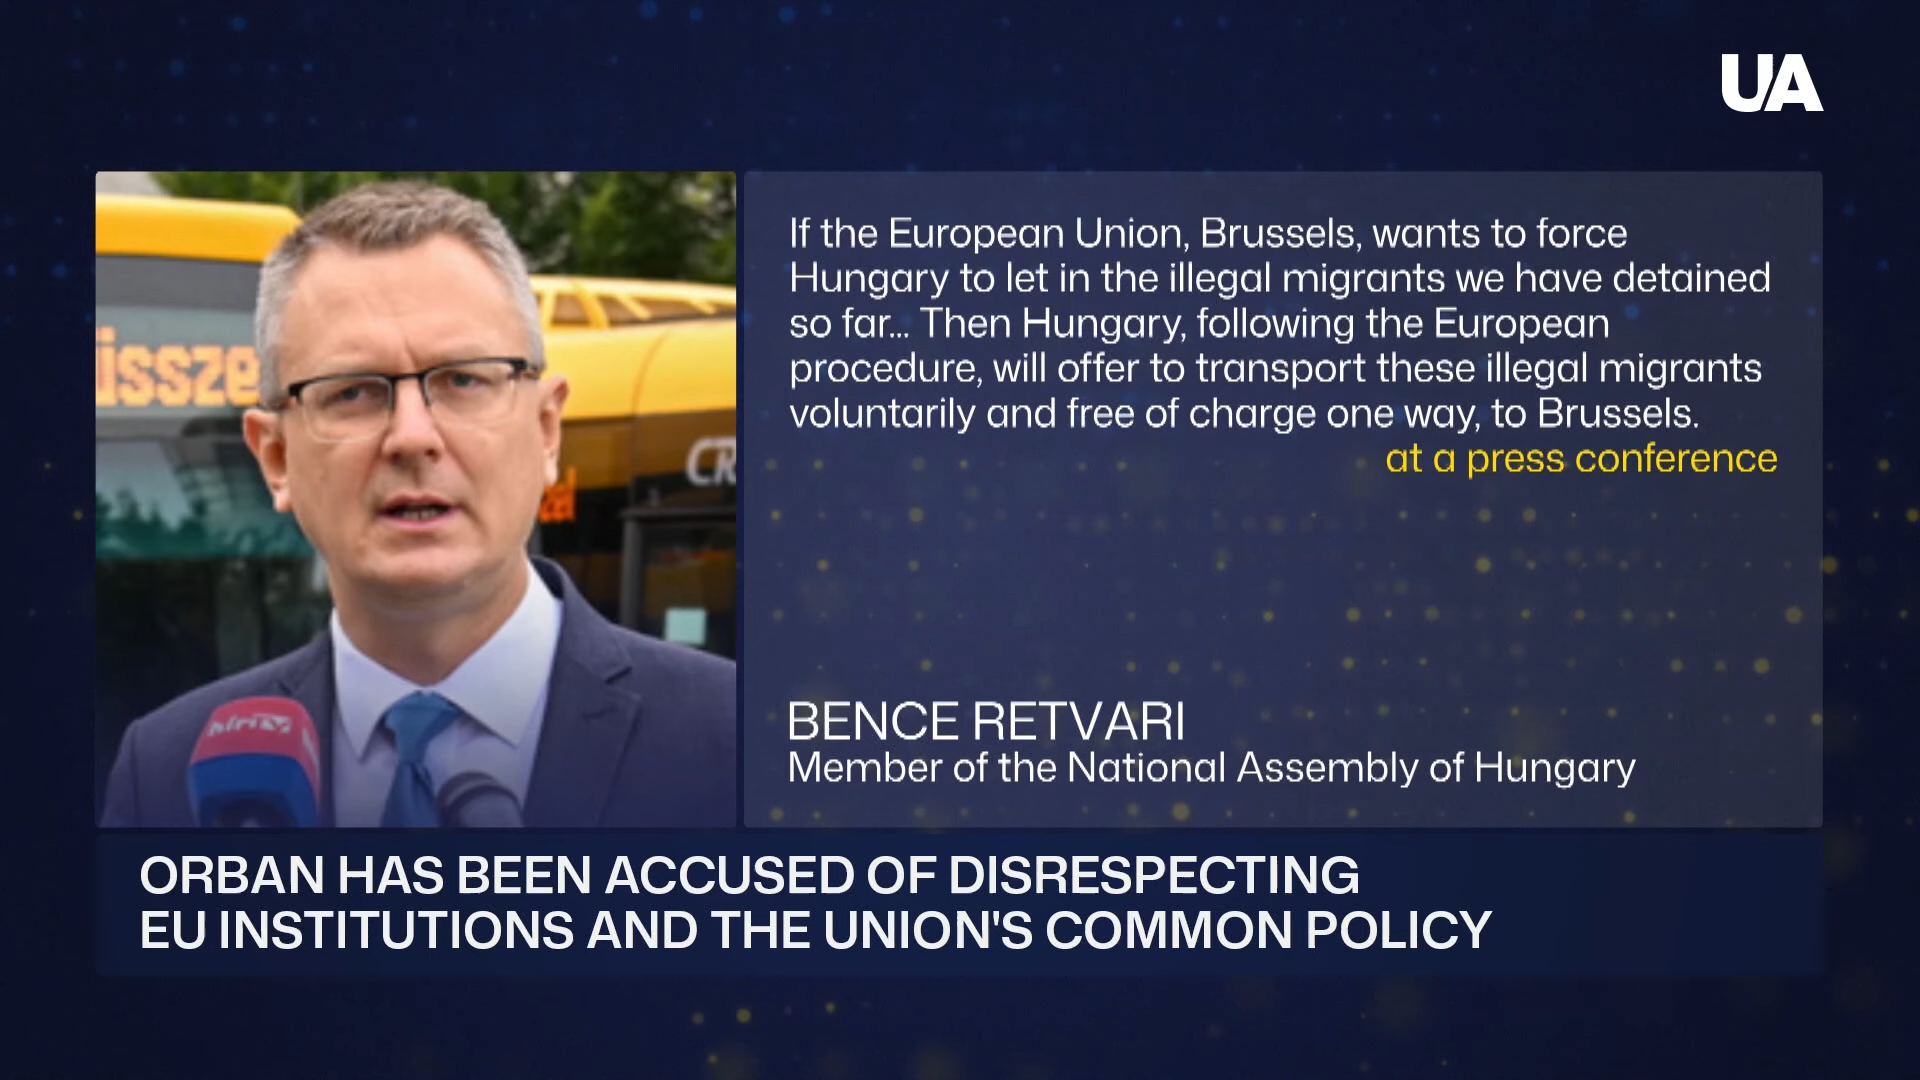 UA
If the European Union, Brussels, wants to force
Hungary to let in the illegal migrants we have detained
so far... Then Hungary, following the European
procedure, will offer to transport these illegal migrants
voluntarily and free of charge one way, to Brussels.
at a press conference
üssze
CR
hír
BENCE RETVARI
Member of the National Assembly of Hungary
ORBAN HAS BEEN ACCUSED OF DISRESPECTING
EU INSTITUTIONS AND THE UNION'S COMMON POLICY